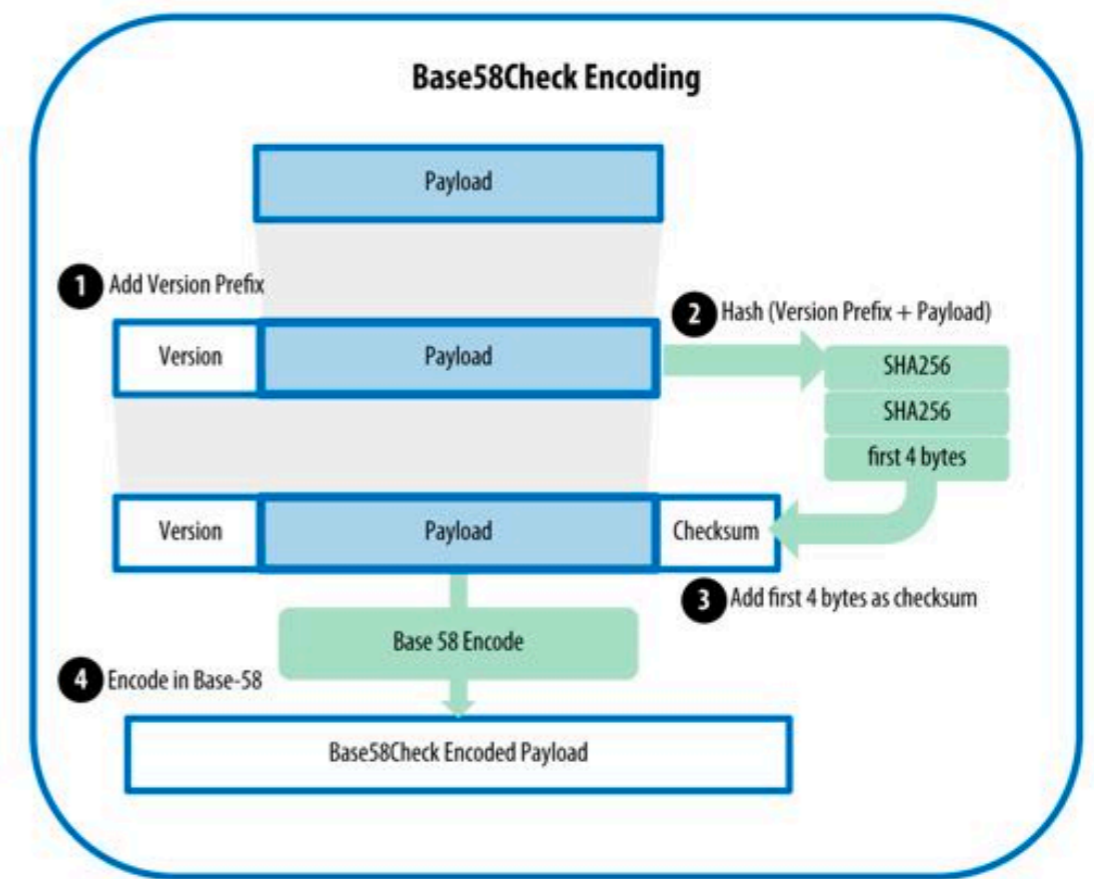 Base58Check Encoding
Payload
1 Add Version Prefix
2 Hash (Version Prefix + Payload)
Version
Payload
SHA256
SHA256
first 4 bytes
Version
Payload
Checksum
3 Add first 4 bytes as checksum
Base 58 Encode
4 Encode in Base-58
Base58Check Encoded Payload